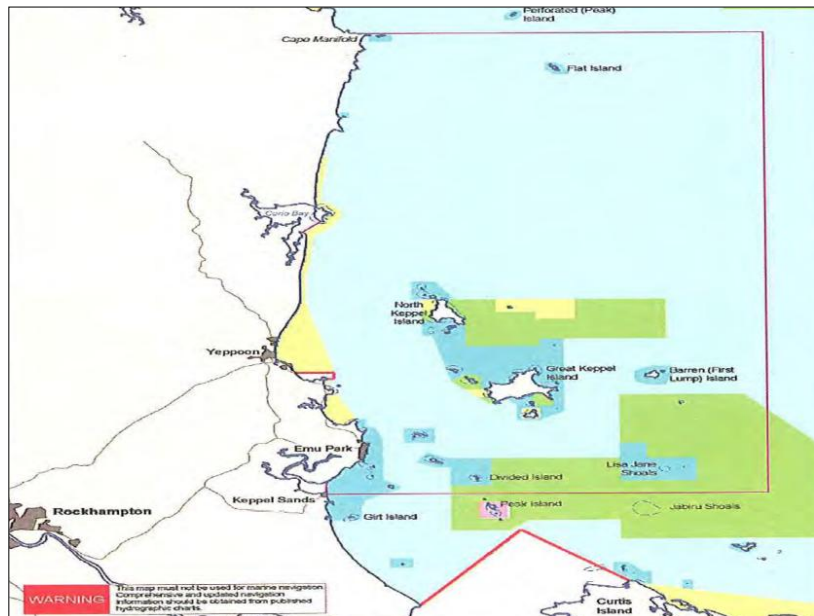 Perforated (Peak)
Island
Cape Manifold
Flat Island
Corio Bay
North
Keppel
Island
Yeppoon
Great Keppel
Island
Barren (First
Lump) Island
Emu Park
Divided Island
Lisa Jane
Shoals
Keppel Sands
Peak Island
Jabiru Shoals
Girt Island
Rockhampton
Curtis
Island
WARNING
This map must not be used for marine navigation.
Comprehensive and updated navigation
information should be obtained from published
hydrographic charts.